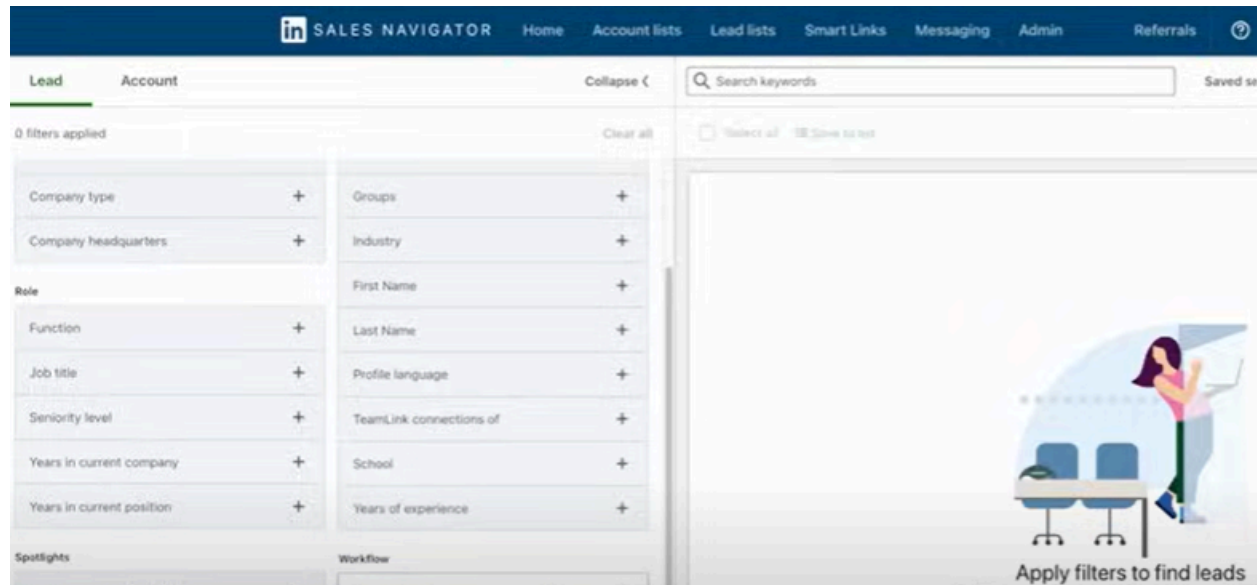 in SALES NAVIGATOR Home Account lists Lead lists Smart Links Messaging Admin Referrals
Lead Account Collapse
Search keywords
Saved se
0 filters applied Clear all
Select all Save to list
Company type
Company headquarters
Role
Function
Job title
Seniority level
Years in current company
Years in current position
Spotlights
Groups
Industry
First Name
Last Name
Profile language
TeamLink connections of
School
Years of experience
Workflow
Apply filters to find leads